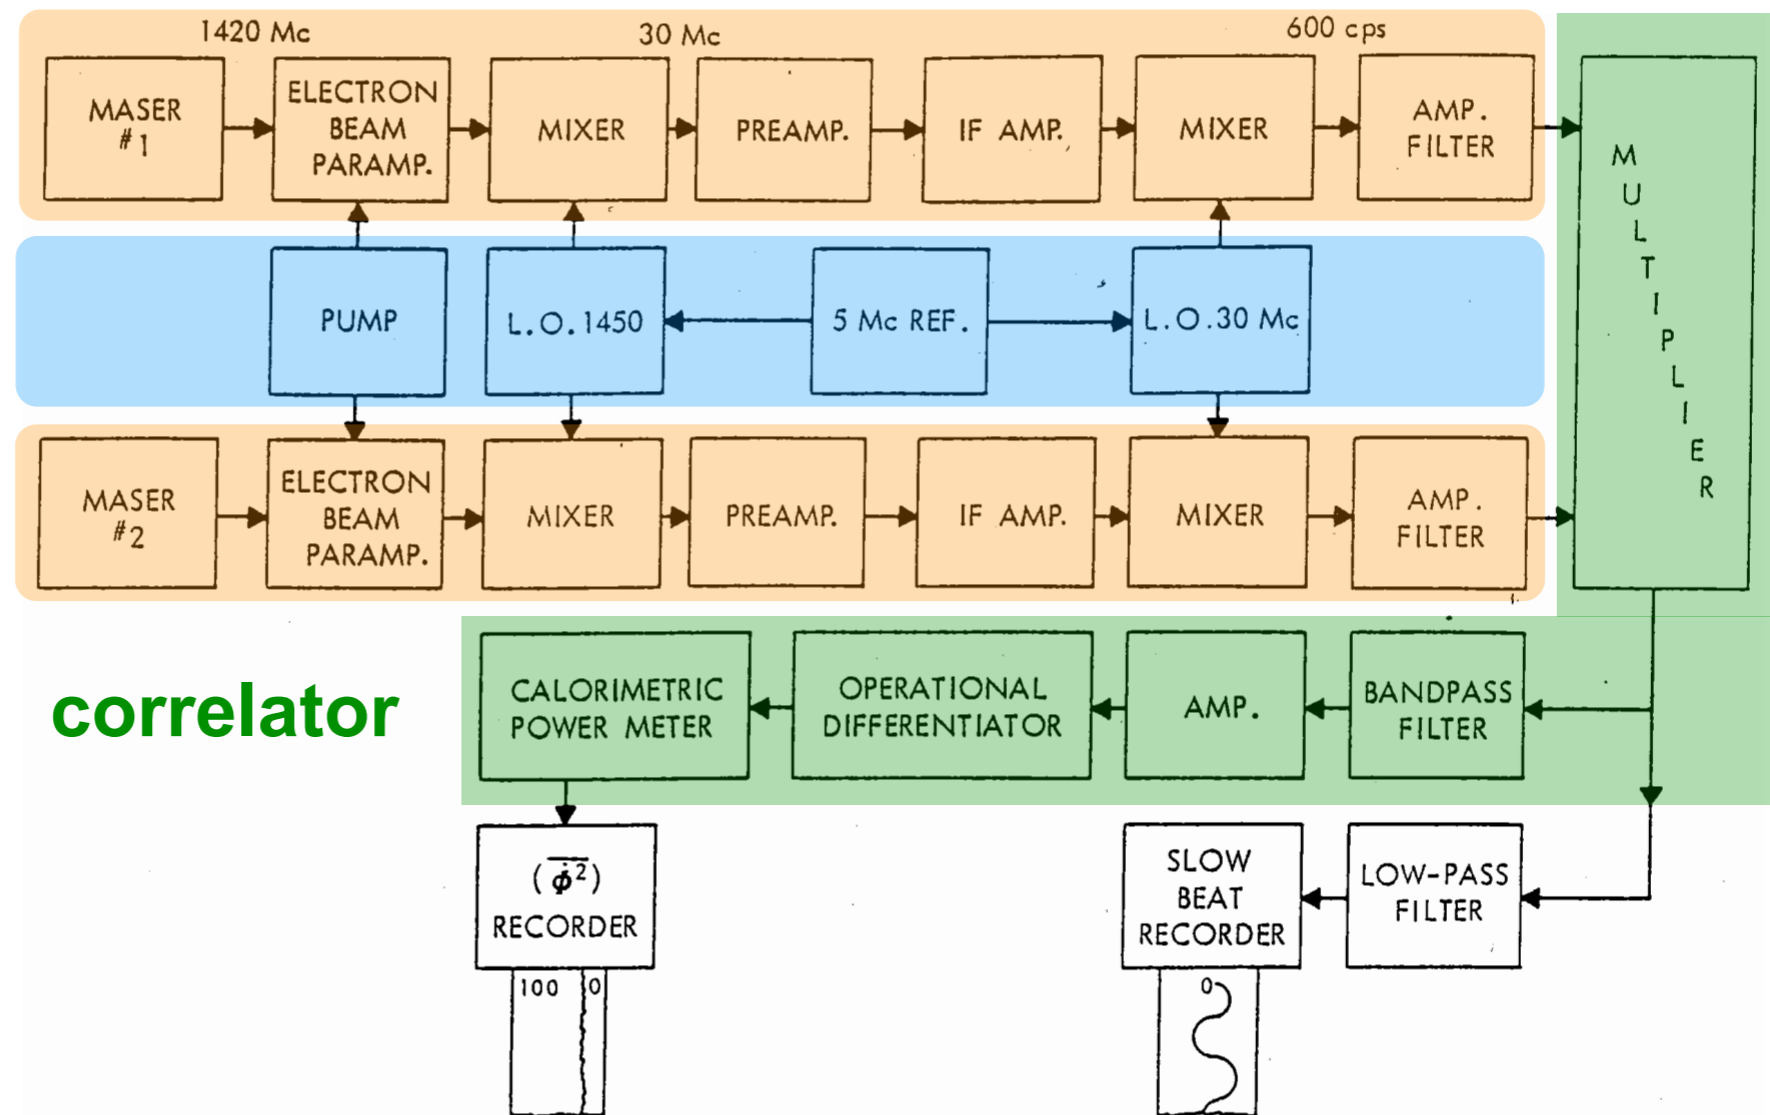 1420 Mc
30 Mc
600 cps
MASER
#1
ELECTRON
BEAM
PARAMP.
MIXER
PREAMP.
IF AMP.
MIXER
AMP.
FILTER
MULTIPLIER
PUMP
L.O.1450
5 Mc REF.
L.O.30 Mc
MASER
#2
ELECTRON
BEAM
PARAMP.
MIXER
PREAMP.
IF AMP.
MIXER
AMP.
FILTER
correlator
CALORIMETRIC
POWER METER
OPERATIONAL
DIFFERENTIATOR
AMP.
BANDPASS
FILTER
(φ̇²)
RECORDER
100 0
SLOW
BEAT
RECORDER
0
LOW-PASS
FILTER